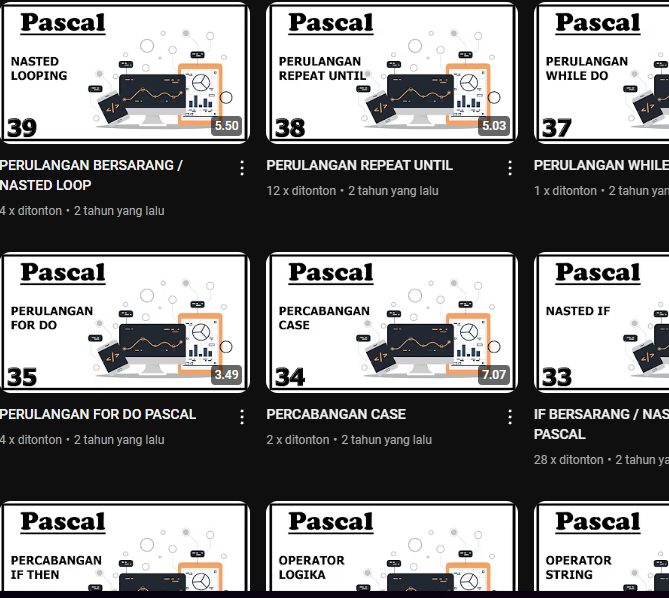 Pascal
NASTED
LOOPING
39
5.50
Pascal
PERULANGAN
REPEAT UNTIL
38
5.03
Pascal
PERULANGAN
WHILE DO
37
PERULANGAN BERSARANG /
NASTED LOOP
4 x ditonton • 2 tahun yang lalu
PERULANGAN REPEAT UNTIL
12 x ditonton • 2 tahun yang lalu
PERULANGAN WHILE
1 x ditonton • 2 tahun yan
Pascal
PERULANGAN
FOR DO
35
3.49
Pascal
PERCABANGAN
CASE
34
7.07
Pascal
NASTED IF
33
PERULANGAN FOR DO PASCAL
4 x ditonton • 2 tahun yang lalu
PERCABANGAN CASE
2 x ditonton • 2 tahun yang lalu
IF BERSARANG / NAS
PASCAL
28 x ditonton • 2 tahun ya
Pascal
PERCABANGAN
IF THEN
Pascal
OPERATOR
LOGIKA
Pascal
OPERATOR
STRING